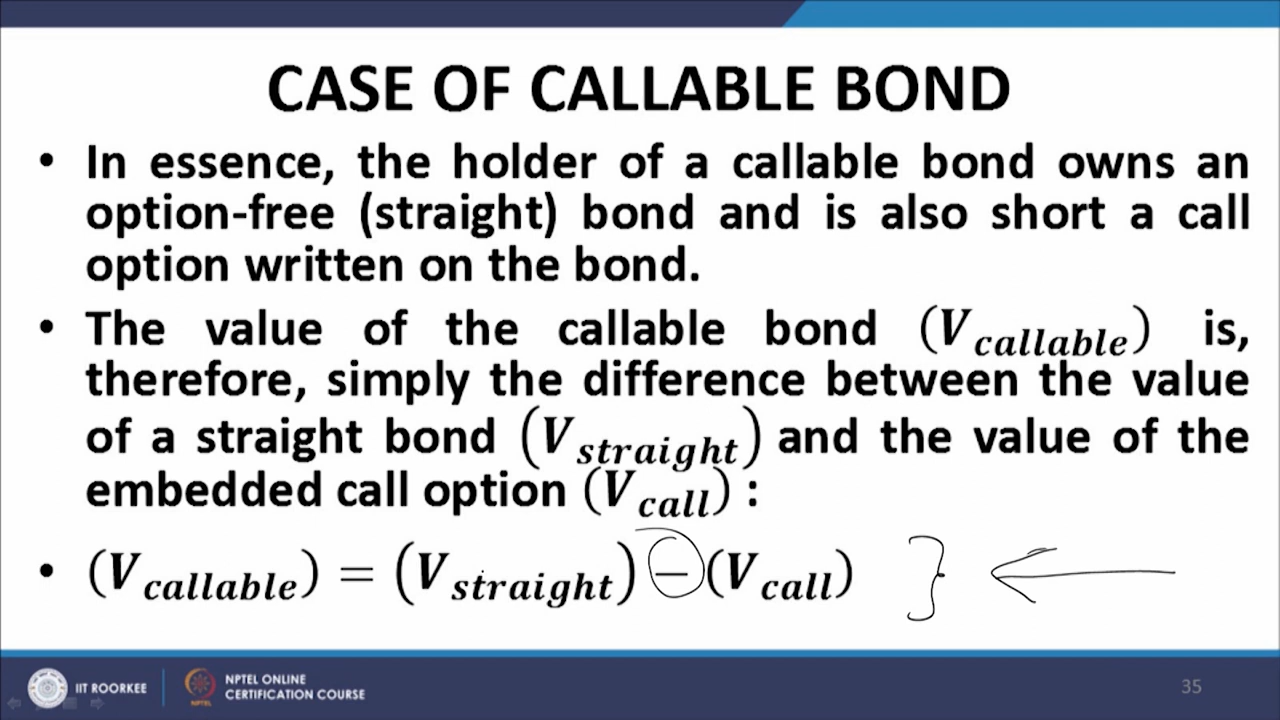 CASE OF CALLABLE BOND
• In essence, the holder of a callable bond owns an
option-free (straight) bond and is also short a call
option written on the bond.
• The value of the callable bond (V_callable) is,
therefore, simply the difference between the value
of a straight bond (V_straight) and the value of the
embedded call option (V_call) :
• (V_callable) = (V_straight) − (V_call)
IIT ROORKEE
NPTEL
NPTEL ONLINE
CERTIFICATION COURSE
35